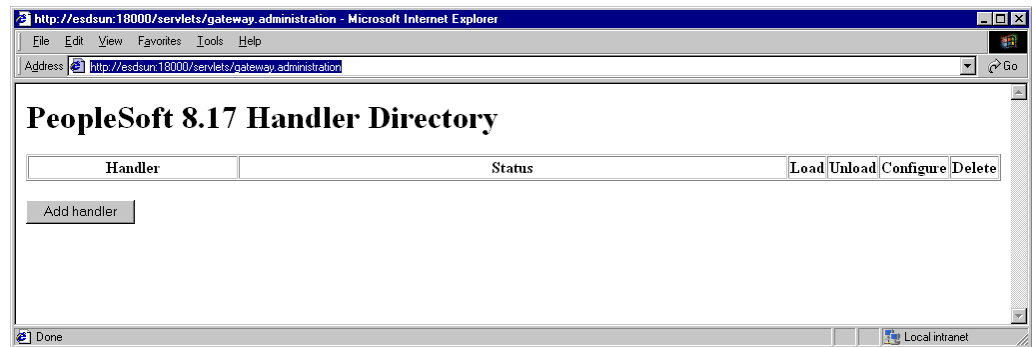 http://esdsun:18000/servlets/gateway.administration - Microsoft Internet Explorer
File Edit View Favorites Tools Help
Address http://esdsun:18000/servlets/gateway.administration Go
PeopleSoft 8.17 Handler Directory
Handler Status Load Unload Configure Delete
Add handler
Done Local intranet